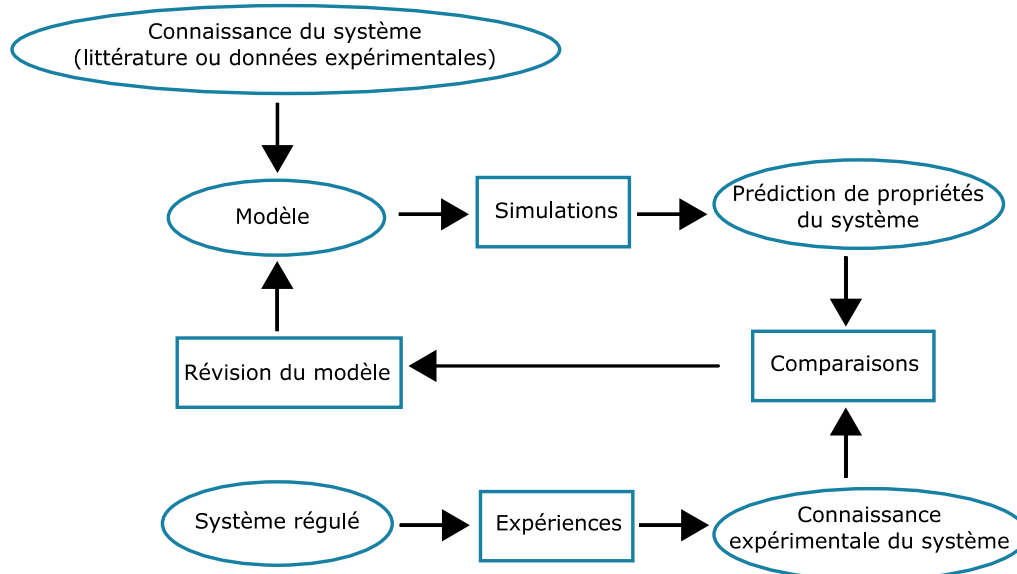 Connaissance du système
(littérature ou données expérimentales)
Modèle
Simulations
Prédiction de propriétés
du système
Révision du modèle
Comparaisons
Système régulé
Expériences
Connaissance
expérimentale du système